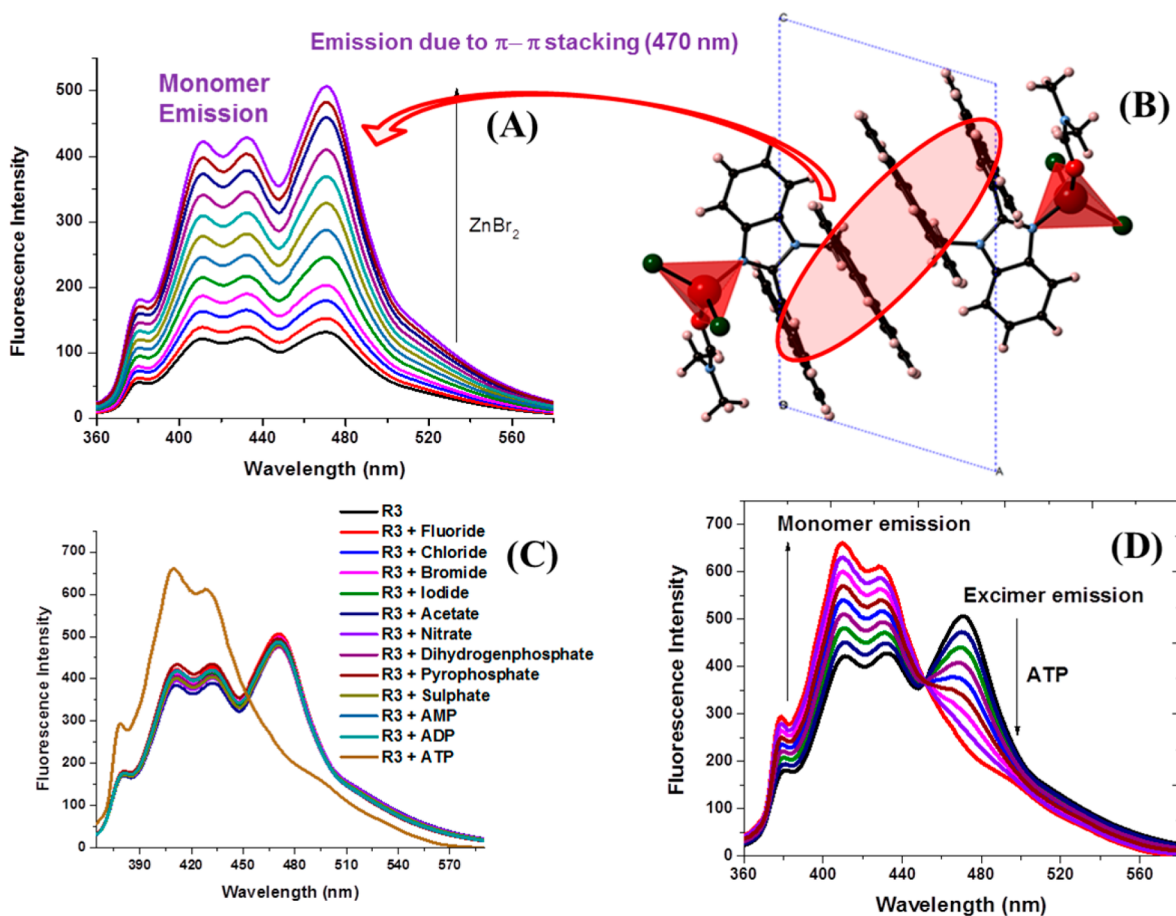 Emission due to π– π stacking (470 nm)
Monomer
Emission
(A)
ZnBr2
500
400
300
200
100
0
Fluorescence Intensity
360 400 440 480 520 560
Wavelength (nm)
(B)
C
A
(C)
R3
R3 + Fluoride
R3 + Chloride
R3 + Bromide
R3 + Iodide
R3 + Acetate
R3 + Nitrate
R3 + Dihydrogenphosphate
R3 + Pyrophosphate
R3 + Sulphate
R3 + AMP
R3 + ADP
R3 + ATP
700
600
500
400
300
200
100
0
Fluorescence Intensity
390 420 450 480 510 540 570
Wavelength (nm)
(D)
Monomer emission
Excimer emission
ATP
700
600
500
400
300
200
100
0
Fluorescence Intensity
360 400 440 480 520 560
Wavelength (nm)